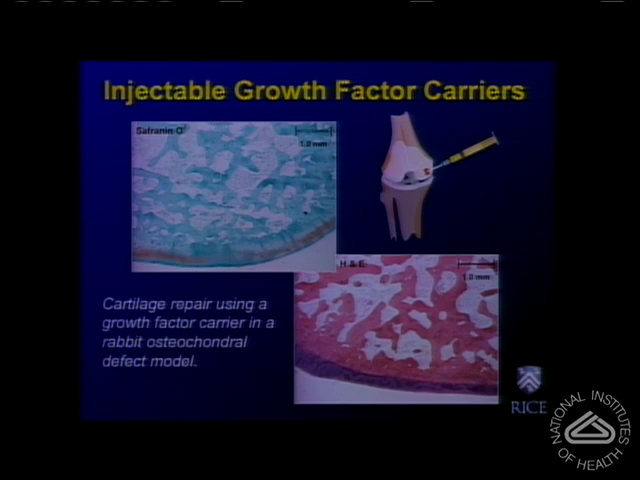 Injectable Growth Factor Carriers
Safranin O
1.0 mm
H & E
1.0 mm
Cartilage repair using a
growth factor carrier in a
rabbit osteochondral
defect model.
RICE
NATIONAL INSTITUTES
OF HEALTH